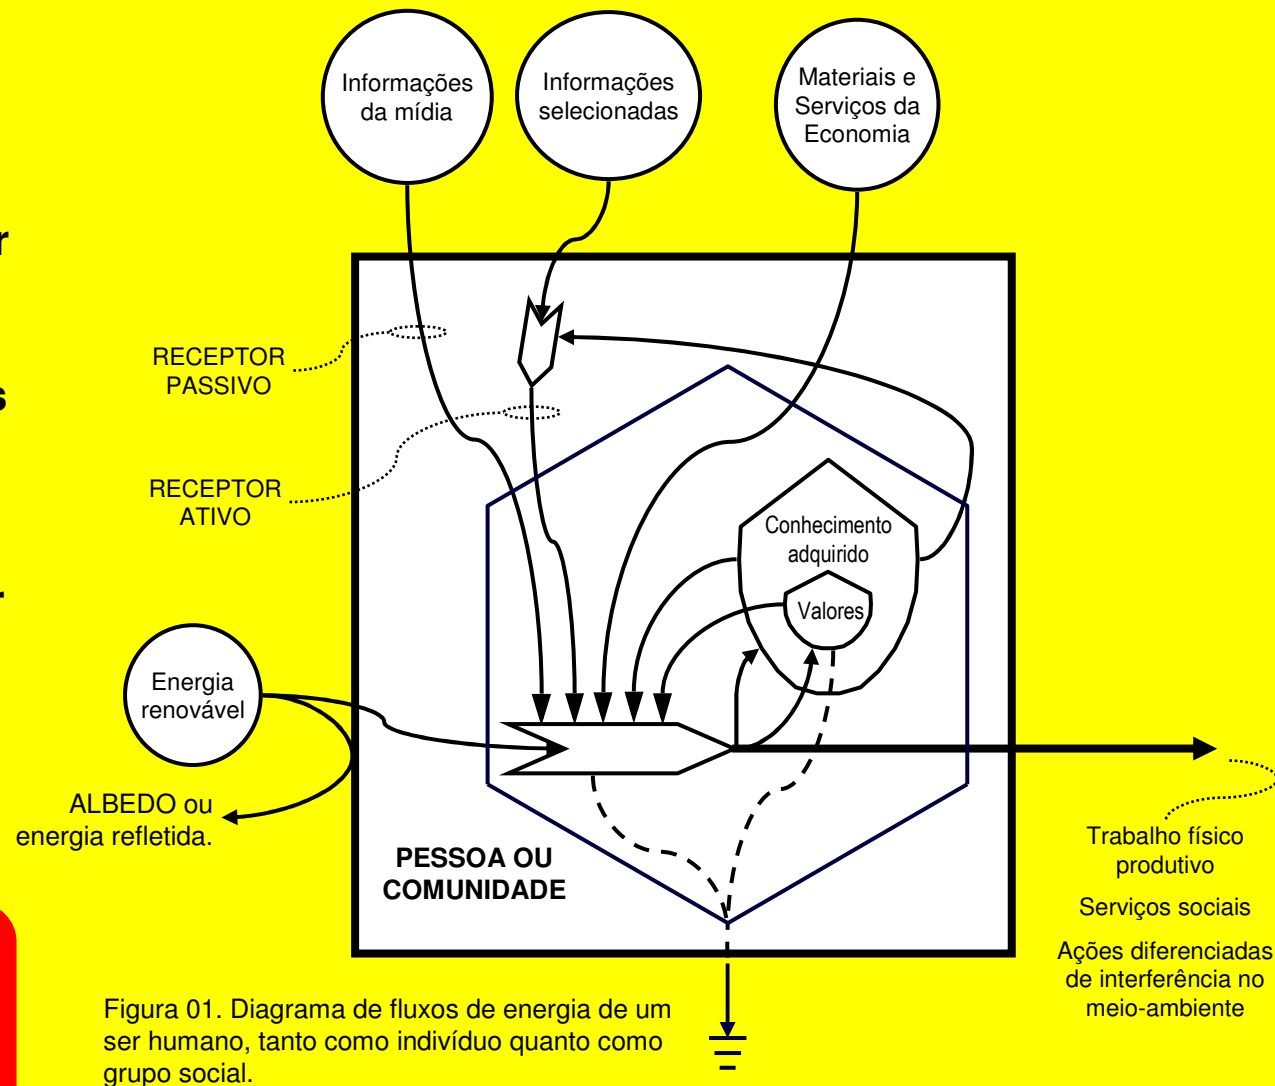 Informações
da mídia
Informações
selecionadas
Materiais e
Serviços da
Economia
r
RECEPTOR
PASSIVO
s
RECEPTOR
ATIVO
Conhecimento
adquirido
Valores
r
Energia
renovável
ALBEDO ou
energia refletida.
PESSOA OU
COMUNIDADE
Trabalho físico
produtivo
Serviços sociais
Ações diferenciadas
de interferência no
meio-ambiente
Figura 01. Diagrama de fluxos de energia de um
ser humano, tanto como indivíduo quanto como
grupo social.